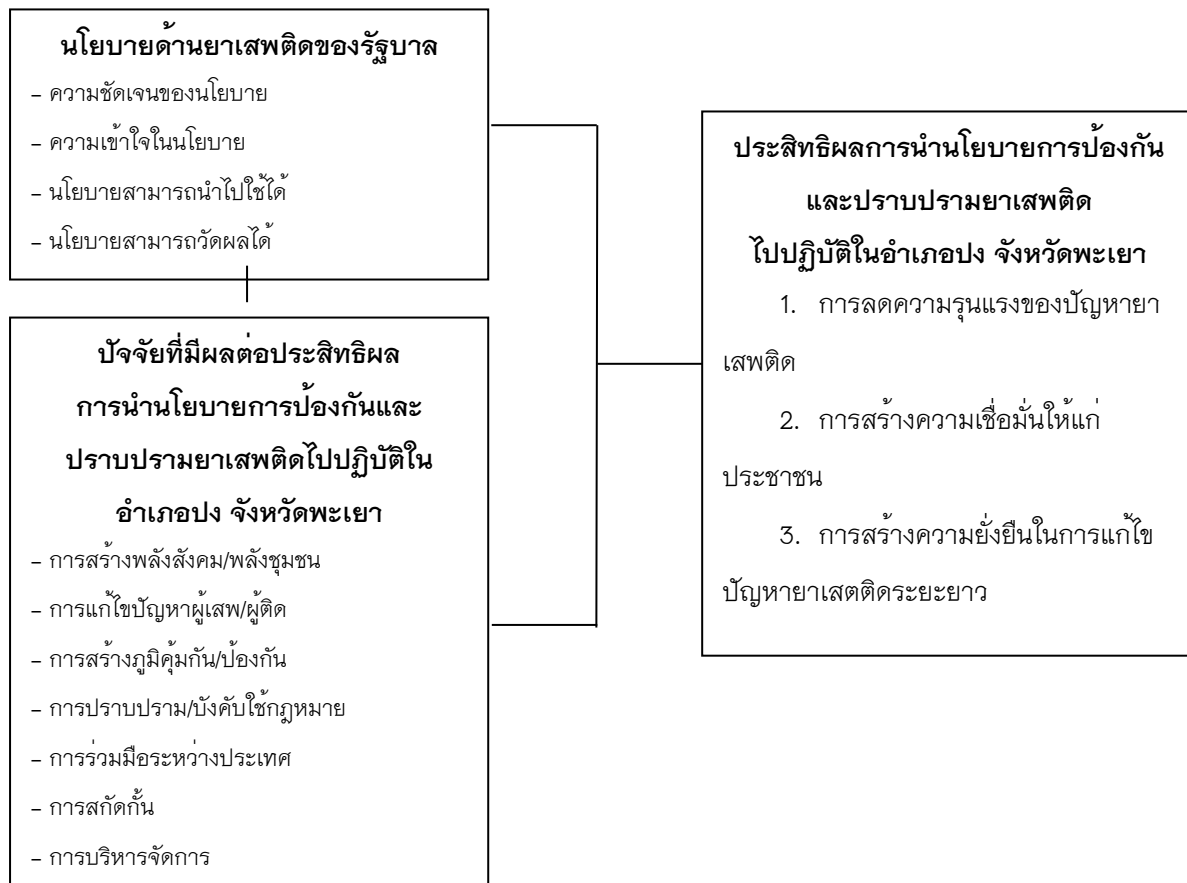 นโยบายด้านยาเสพติดของรัฐบาล
- ความชัดเจนของนโยบาย
- ความเข้าใจในนโยบาย
- นโยบายสามารถนำไปใช้ได้
- นโยบายสามารถวัดผลได้
ปัจจัยที่มีผลต่อประสิทธิผล
การนำนโยบายการป้องกันและ
ปราบปรามยาเสพติดไปปฏิบัติใน
อำเภอปง จังหวัดพะเยา
- การสร้างพลังสังคม/พลังชุมชน
- การแก้ไขปัญหาผู้เสพ/ผู้ติด
- การสร้างภูมิคุ้มกัน/ป้องกัน
- การปราบปราม/บังคับใช้กฎหมาย
- การร่วมมือระหว่างประเทศ
- การสกัดกั้น
- การบริหารจัดการ
ประสิทธิผลการนำนโยบายการป้องกัน
และปราบปรามยาเสพติด
ไปปฏิบัติในอำเภอปง จังหวัดพะเยา
1. การลดความรุนแรงของปัญหายา
เสพติด
2. การสร้างความเชื่อมั่นให้แก่
ประชาชน
3. การสร้างความยั่งยืนในการแก้ไข
ปัญหายาเสตติดระยะยาว